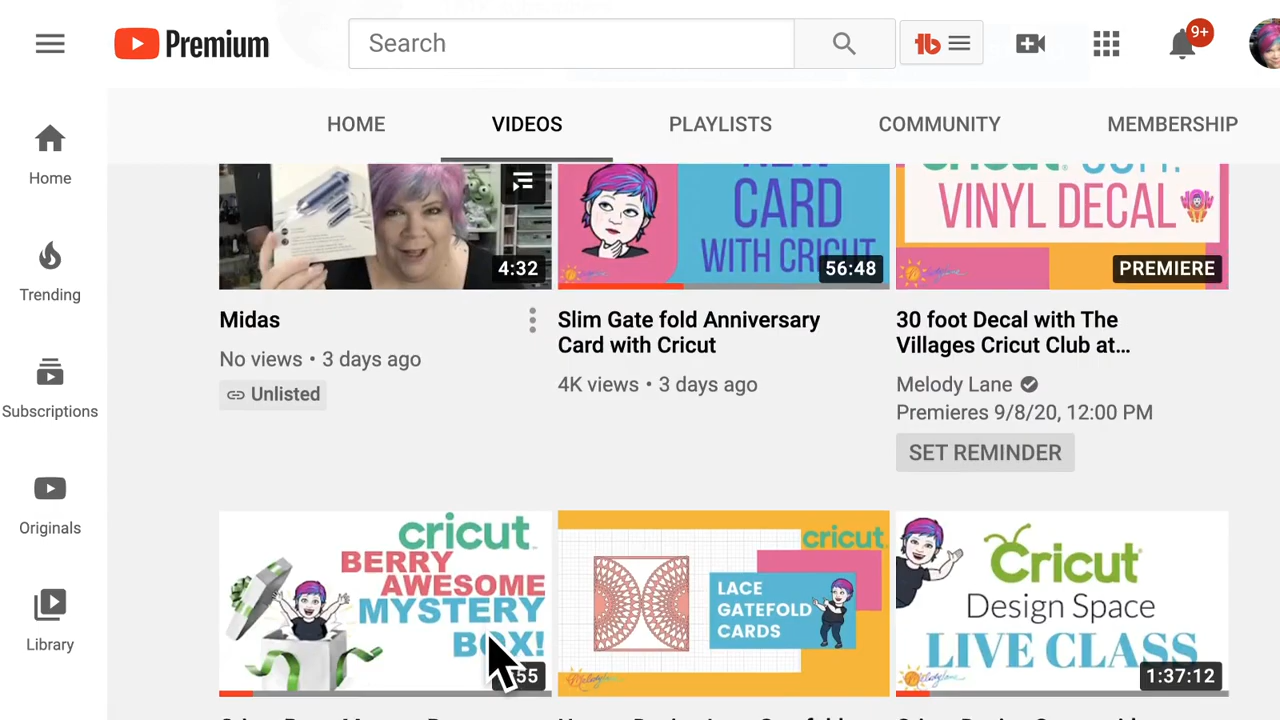 Premium
Search
9+
HOME
VIDEOS
PLAYLISTS
COMMUNITY
MEMBERSHIP
Home
Trending
Subscriptions
Originals
Library
4:32
NEW
CARD
WITH CRICUT
56:48
VINYL DECAL
PREMIERE
Midas
No views • 3 days ago
Unlisted
Slim Gate fold Anniversary
Card with Cricut
4K views • 3 days ago
30 foot Decal with The
Villages Cricut Club at...
Melody Lane
Premieres 9/8/20, 12:00 PM
SET REMINDER
cricut
BERRY
AWESOME
MYSTERY
BOX!
cricut
LACE
GATEFOLD
CARDS
Melody Lane
Cricut
Design Space
LIVE CLASS
1:37:12